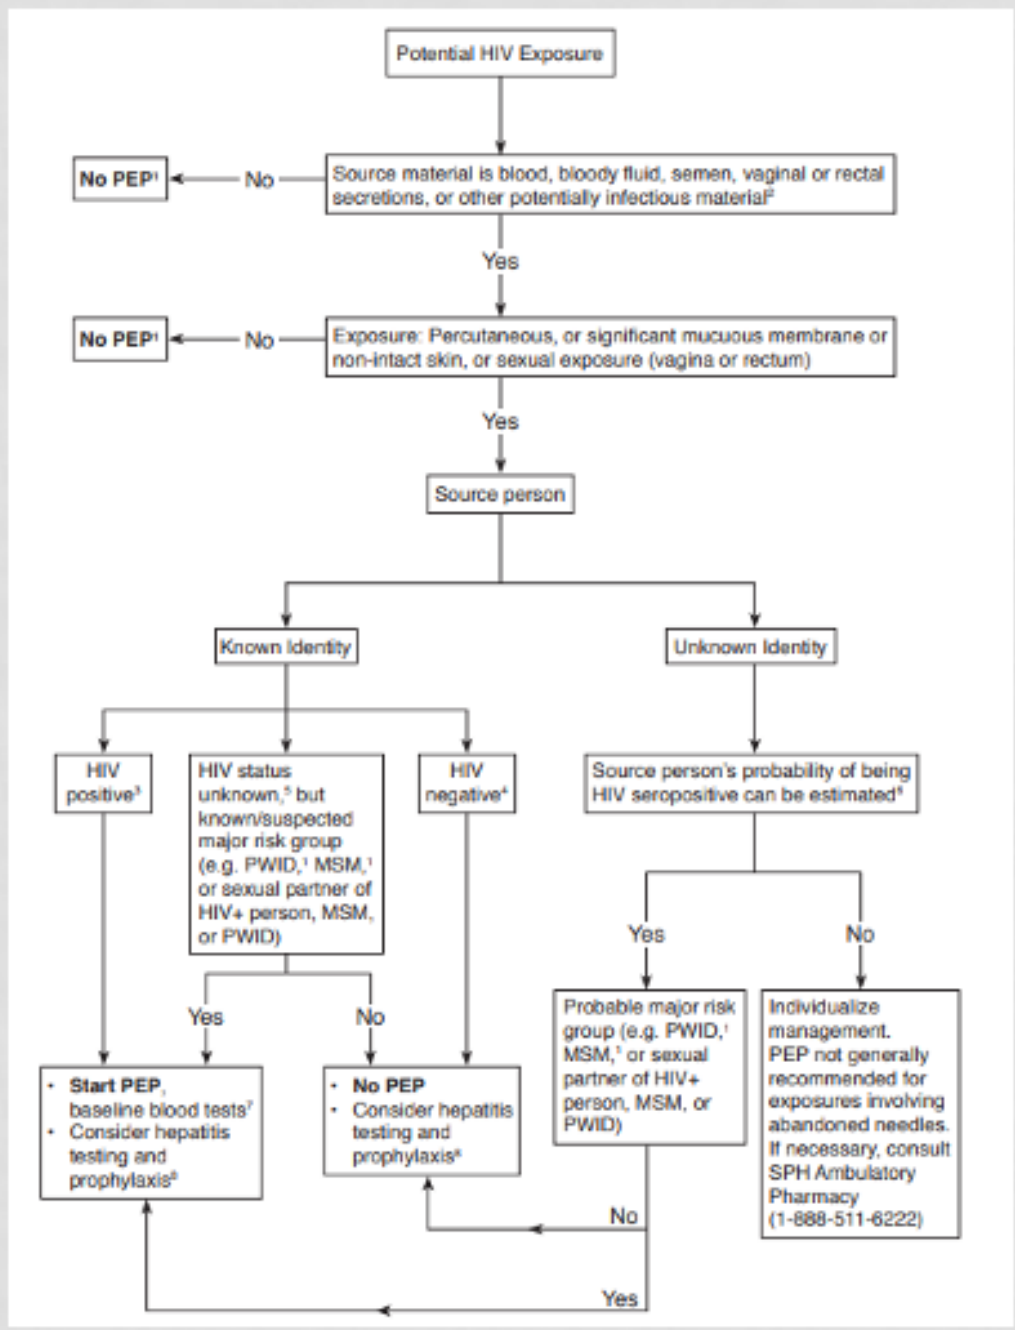 Potential HIV Exposure
No PEP¹
No
Source material is blood, bloody fluid, semen, vaginal or rectal
secretions, or other potentially infectious material²
Yes
No PEP¹
No
Exposure: Percutaneous, or significant mucuous membrane or
non-intact skin, or sexual exposure (vagina or rectum)
Yes
Source person
Known Identity
Unknown Identity
HIV
positive³
HIV status
unknown,⁵ but
known/suspected
major risk group
(e.g. PWID,¹ MSM,¹
or sexual partner of
HIV+ person, MSM,
or PWID)
HIV
negative⁴
Source person's probability of being
HIV seropositive can be estimated⁶
Yes
No
Yes
No
• Start PEP,
baseline blood tests⁷
• Consider hepatitis
testing and
prophylaxis⁸
• No PEP
• Consider hepatitis
testing and
prophylaxis⁸
Probable major risk
group (e.g. PWID,¹
MSM,¹ or sexual
partner of HIV+
person, MSM, or
PWID)
Individualize
management.
PEP not generally
recommended for
exposures involving
abandoned needles.
If necessary, consult
SPH Ambulatory
Pharmacy
(1-888-511-6222)
No
Yes